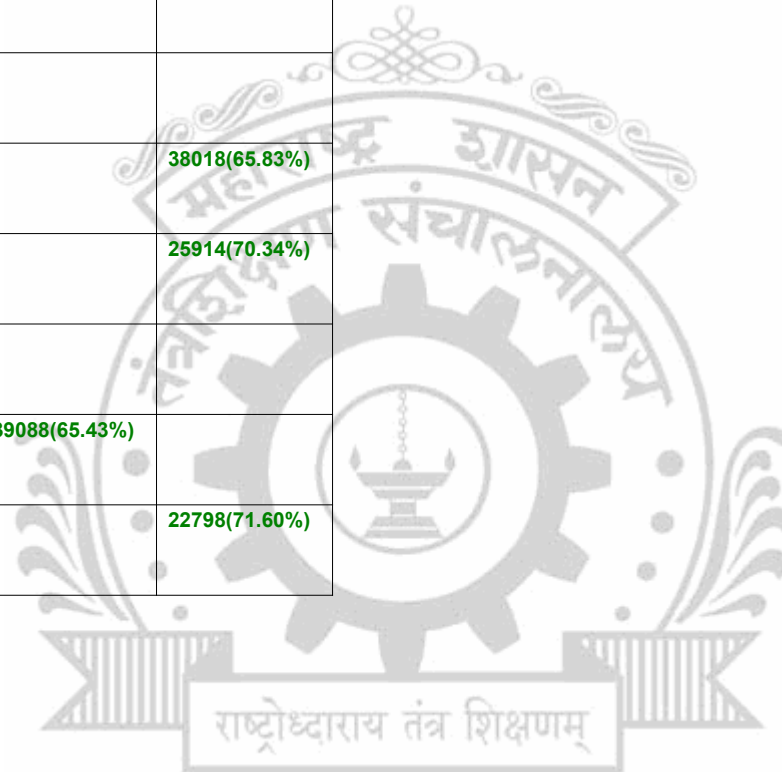 महाराष्ट्र शासन
तंत्रशिक्षण संचालनालय
38018(65.83%)
25914(70.34%)
39088(65.43%)
22798(71.60%)
राष्ट्रोध्दाराय तंत्र शिक्षणम्